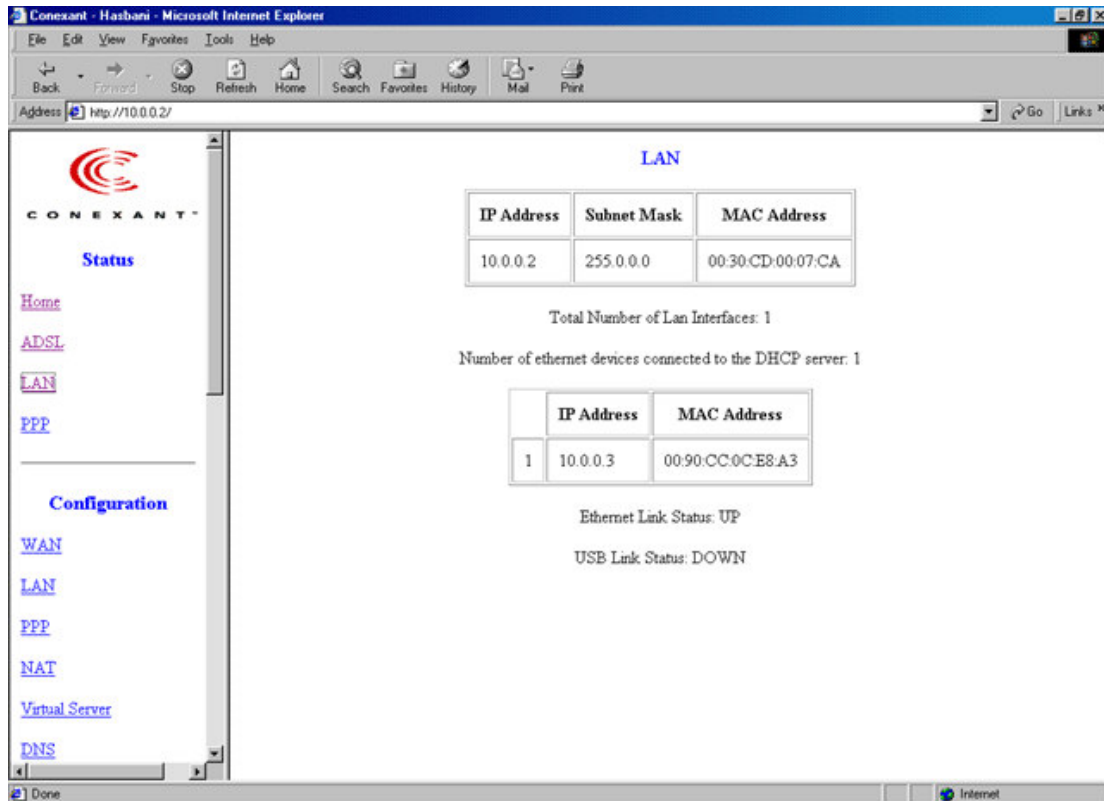 Conexant - Hasbani - Microsoft Internet Explorer
File Edit View Favorites Tools Help
Back Forward Stop Refresh Home Search Favorites History Mail Print
Address http://10.0.0.2/ Go Links »
CONEXANT™
Status
Home
ADSL
LAN
PPP
Configuration
WAN
LAN
PPP
NAT
Virtual Server
DNS
LAN
IP Address Subnet Mask MAC Address
10.0.0.2 255.0.0.0 00:30:CD:00:07:CA
Total Number of Lan Interfaces: 1
Number of ethernet devices connected to the DHCP server: 1
IP Address MAC Address
1 10.0.0.3 00:90:CC:0C:E8:A3
Ethernet Link Status: UP
USB Link Status: DOWN
Done Internet